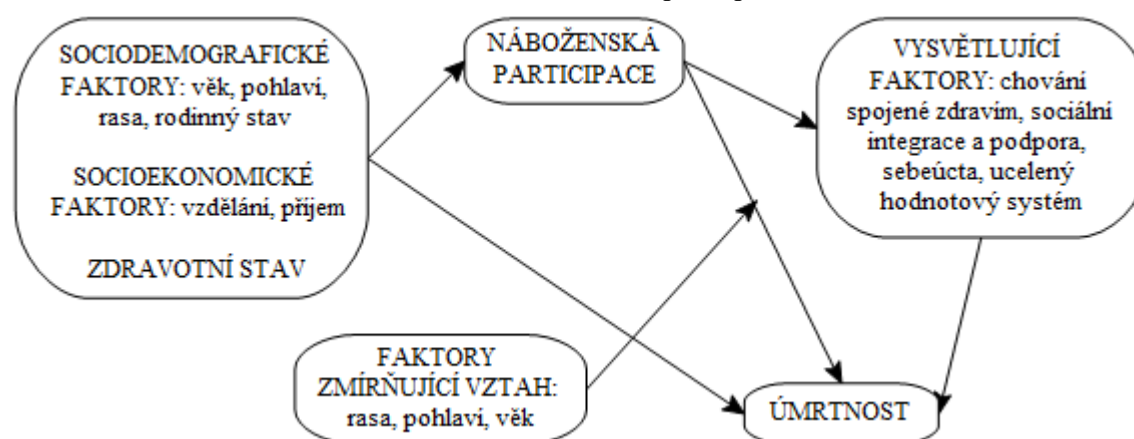 SOCIODEMOGRAFICKÉ
FAKTORY: věk, pohlaví,
rasa, rodinný stav
SOCIOEKONOMICKÉ
FAKTORY: vzdělání, příjem
ZDRAVOTNÍ STAV
NÁBOŽENSKÁ
PARTICIPACE
VYSVĚTLUJÍCÍ
FAKTORY: chování
spojené zdravím, sociální
integrace a podpora,
sebeúcta, ucelený
hodnotový systém
FAKTORY
ZMÍRŇUJÍCÍ VZTAH:
rasa, pohlaví, věk
ÚMRTNOST